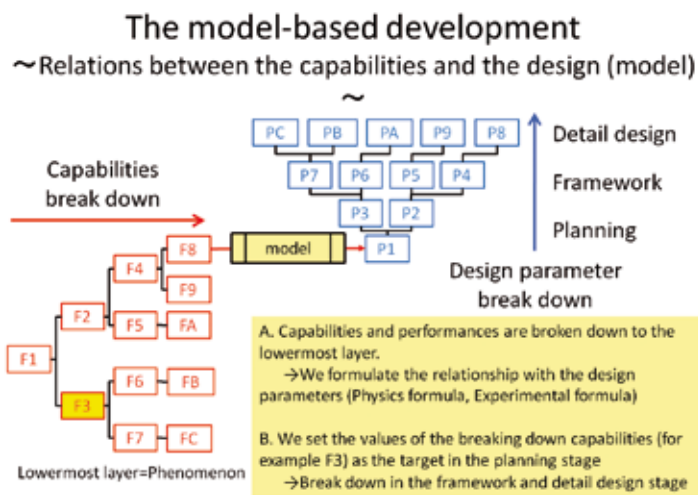 The model-based development
～Relations between the capabilities and the design (model)
～
PC PB PA P9 P8
Detail design
Capabilities
break down
P7 P6 P5 P4
Framework
P3 P2
Planning
F8 model P1
F4
Design parameter
break down
F9
F2
F5 FA
F1
F6 FB
F3
F7 FC
Lowermost layer=Phenomenon
A. Capabilities and performances are broken down to the
lowermost layer.
→We formulate the relationship with the design
parameters (Physics formula, Experimental formula)
B. We set the values of the breaking down capabilities (for
example F3) as the target in the planning stage
→Break down in the framework and detail design stage